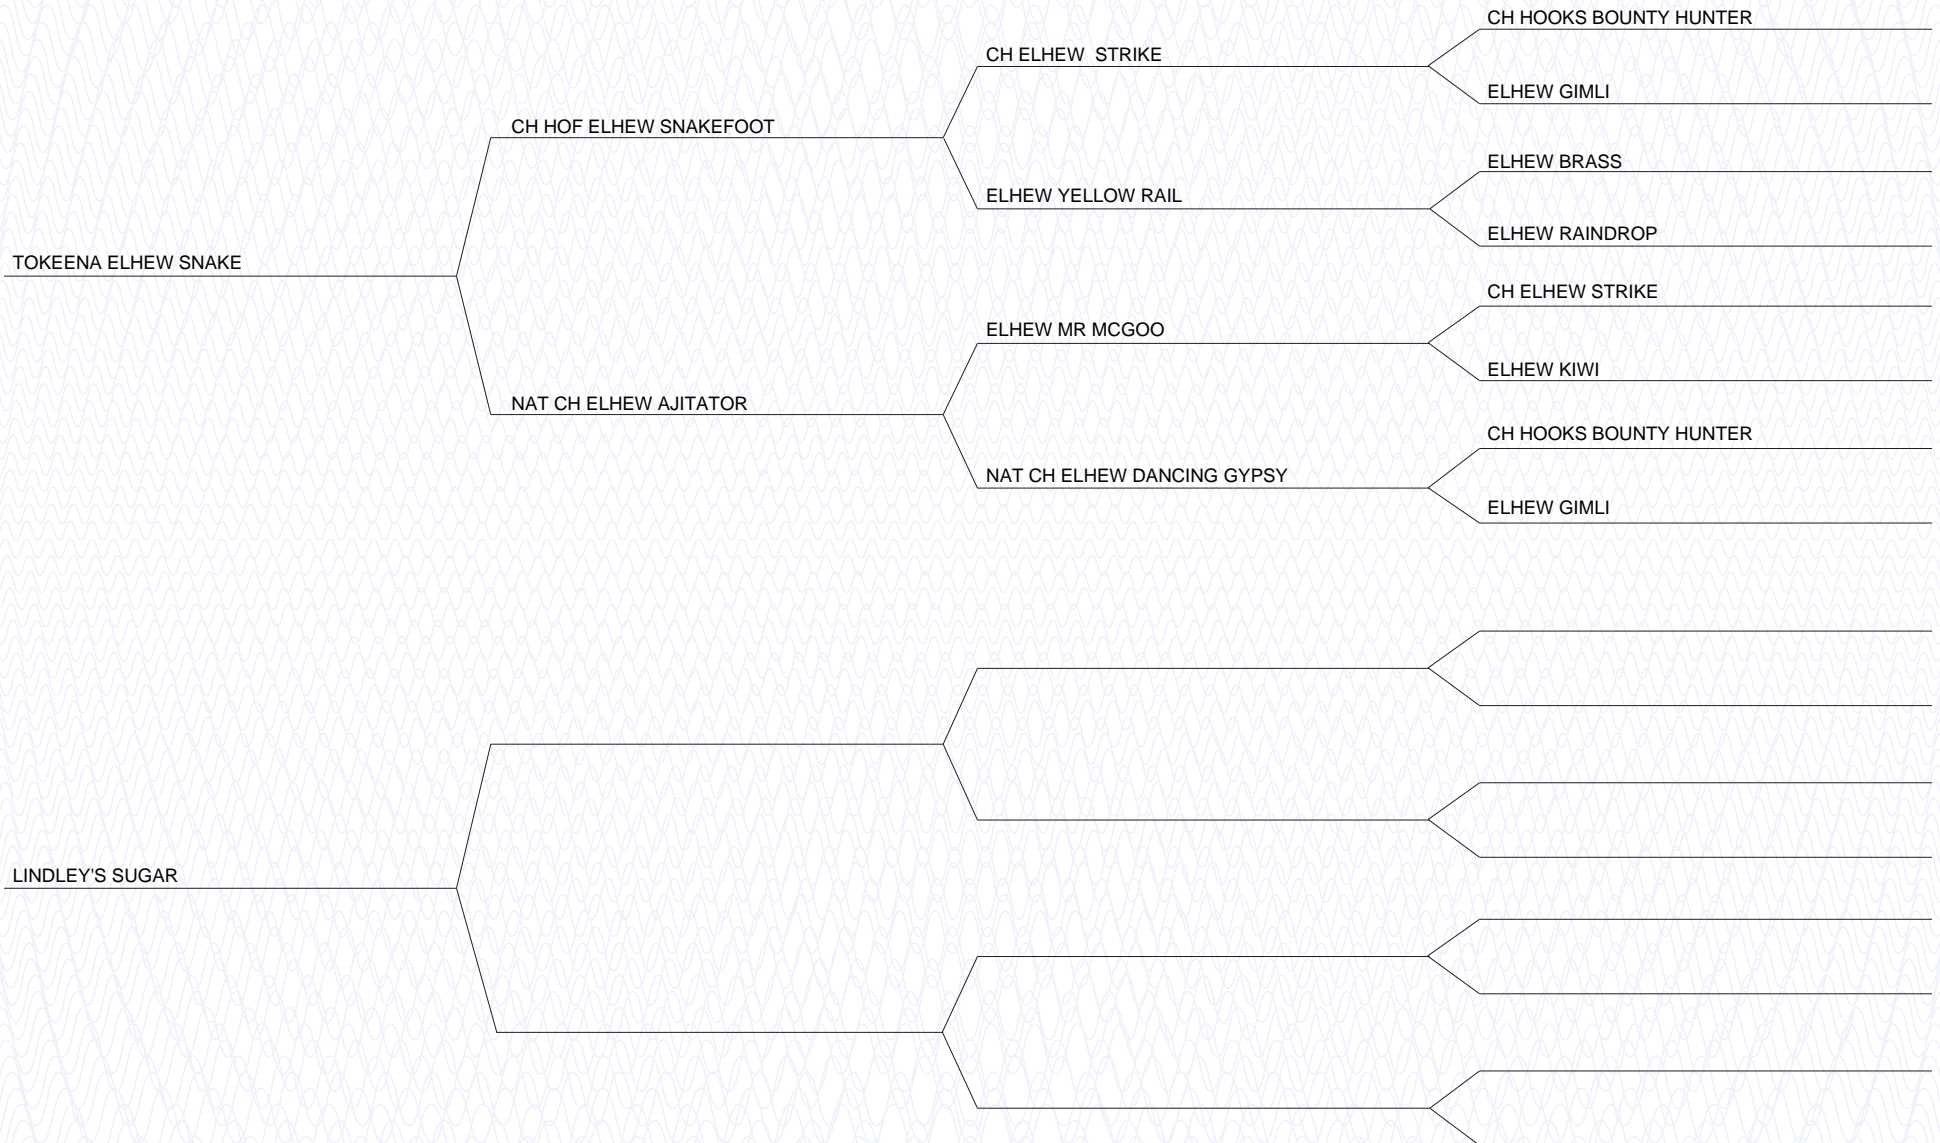 CH HOOKS BOUNTY HUNTER
CH ELHEW  STRIKE
ELHEW GIMLI
CH HOF ELHEW SNAKEFOOT
ELHEW BRASS
ELHEW YELLOW RAIL
ELHEW RAINDROP
TOKEENA ELHEW SNAKE
CH ELHEW STRIKE
ELHEW MR MCGOO
ELHEW KIWI
NAT CH ELHEW AJITATOR
CH HOOKS BOUNTY HUNTER
NAT CH ELHEW DANCING GYPSY
ELHEW GIMLI
LINDLEY'S SUGAR